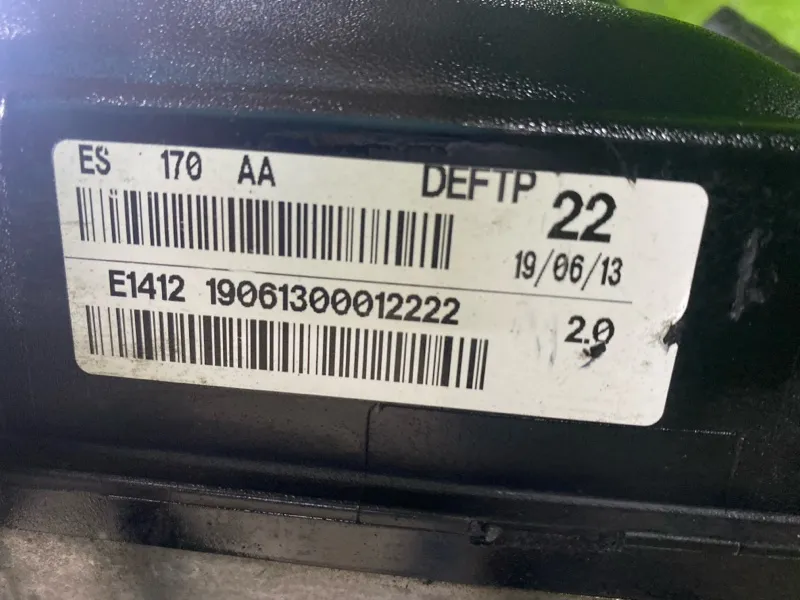 ES 170 AA DEFTP 22
19/06/13
E1412 19061300012222
2.0